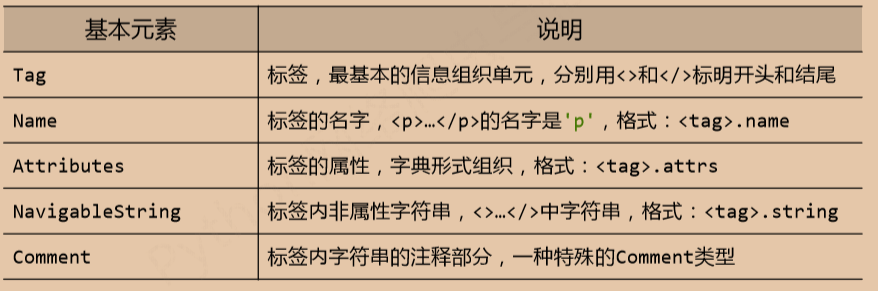 基本元素 说明
Tag 标签，最基本的信息组织单元，分别用<>和</>标明开头和结尾
Name 标签的名字，<p>…</p>的名字是'p'，格式：<tag>.name
Attributes 标签的属性，字典形式组织，格式：<tag>.attrs
NavigableString 标签内非属性字符串，<>…</>中字符串，格式：<tag>.string
Comment 标签内字符串的注释部分，一种特殊的Comment类型